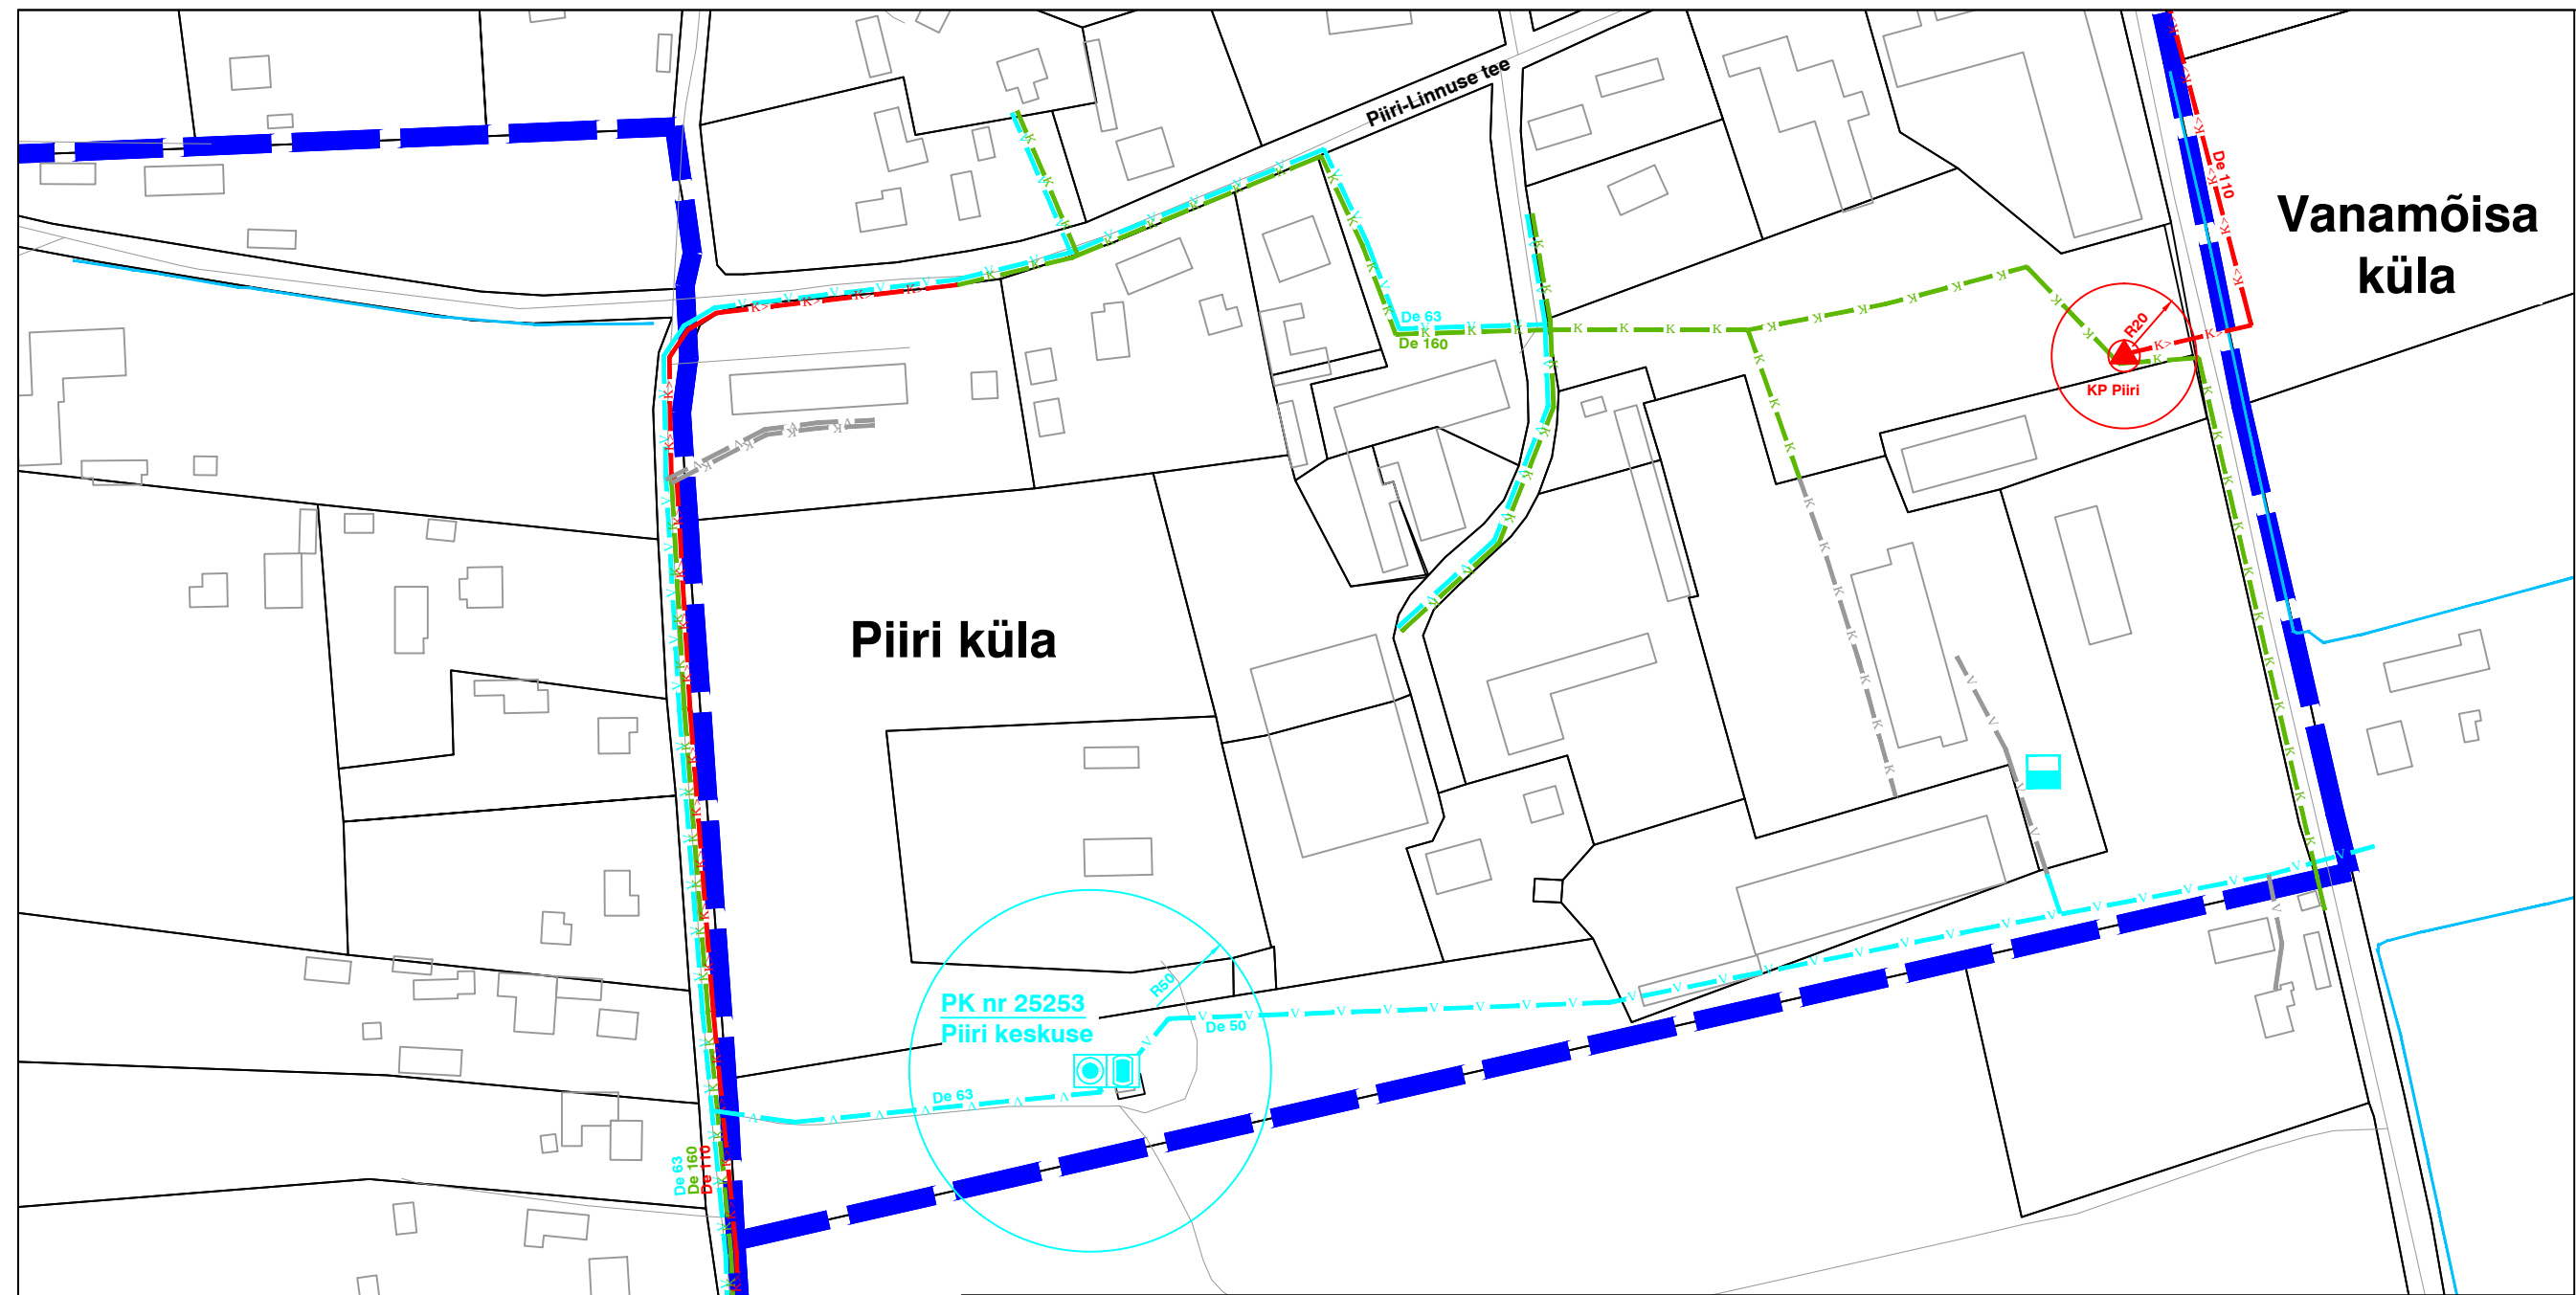 Piiri-Linnuse tee
De 110
Vanamõisa
küla
De 63
De 160
R20
KP Piiri
Piiri küla
R50
PK nr 25253
Piiri keskuse
De 50
De 63
De 63
De 160
De 110